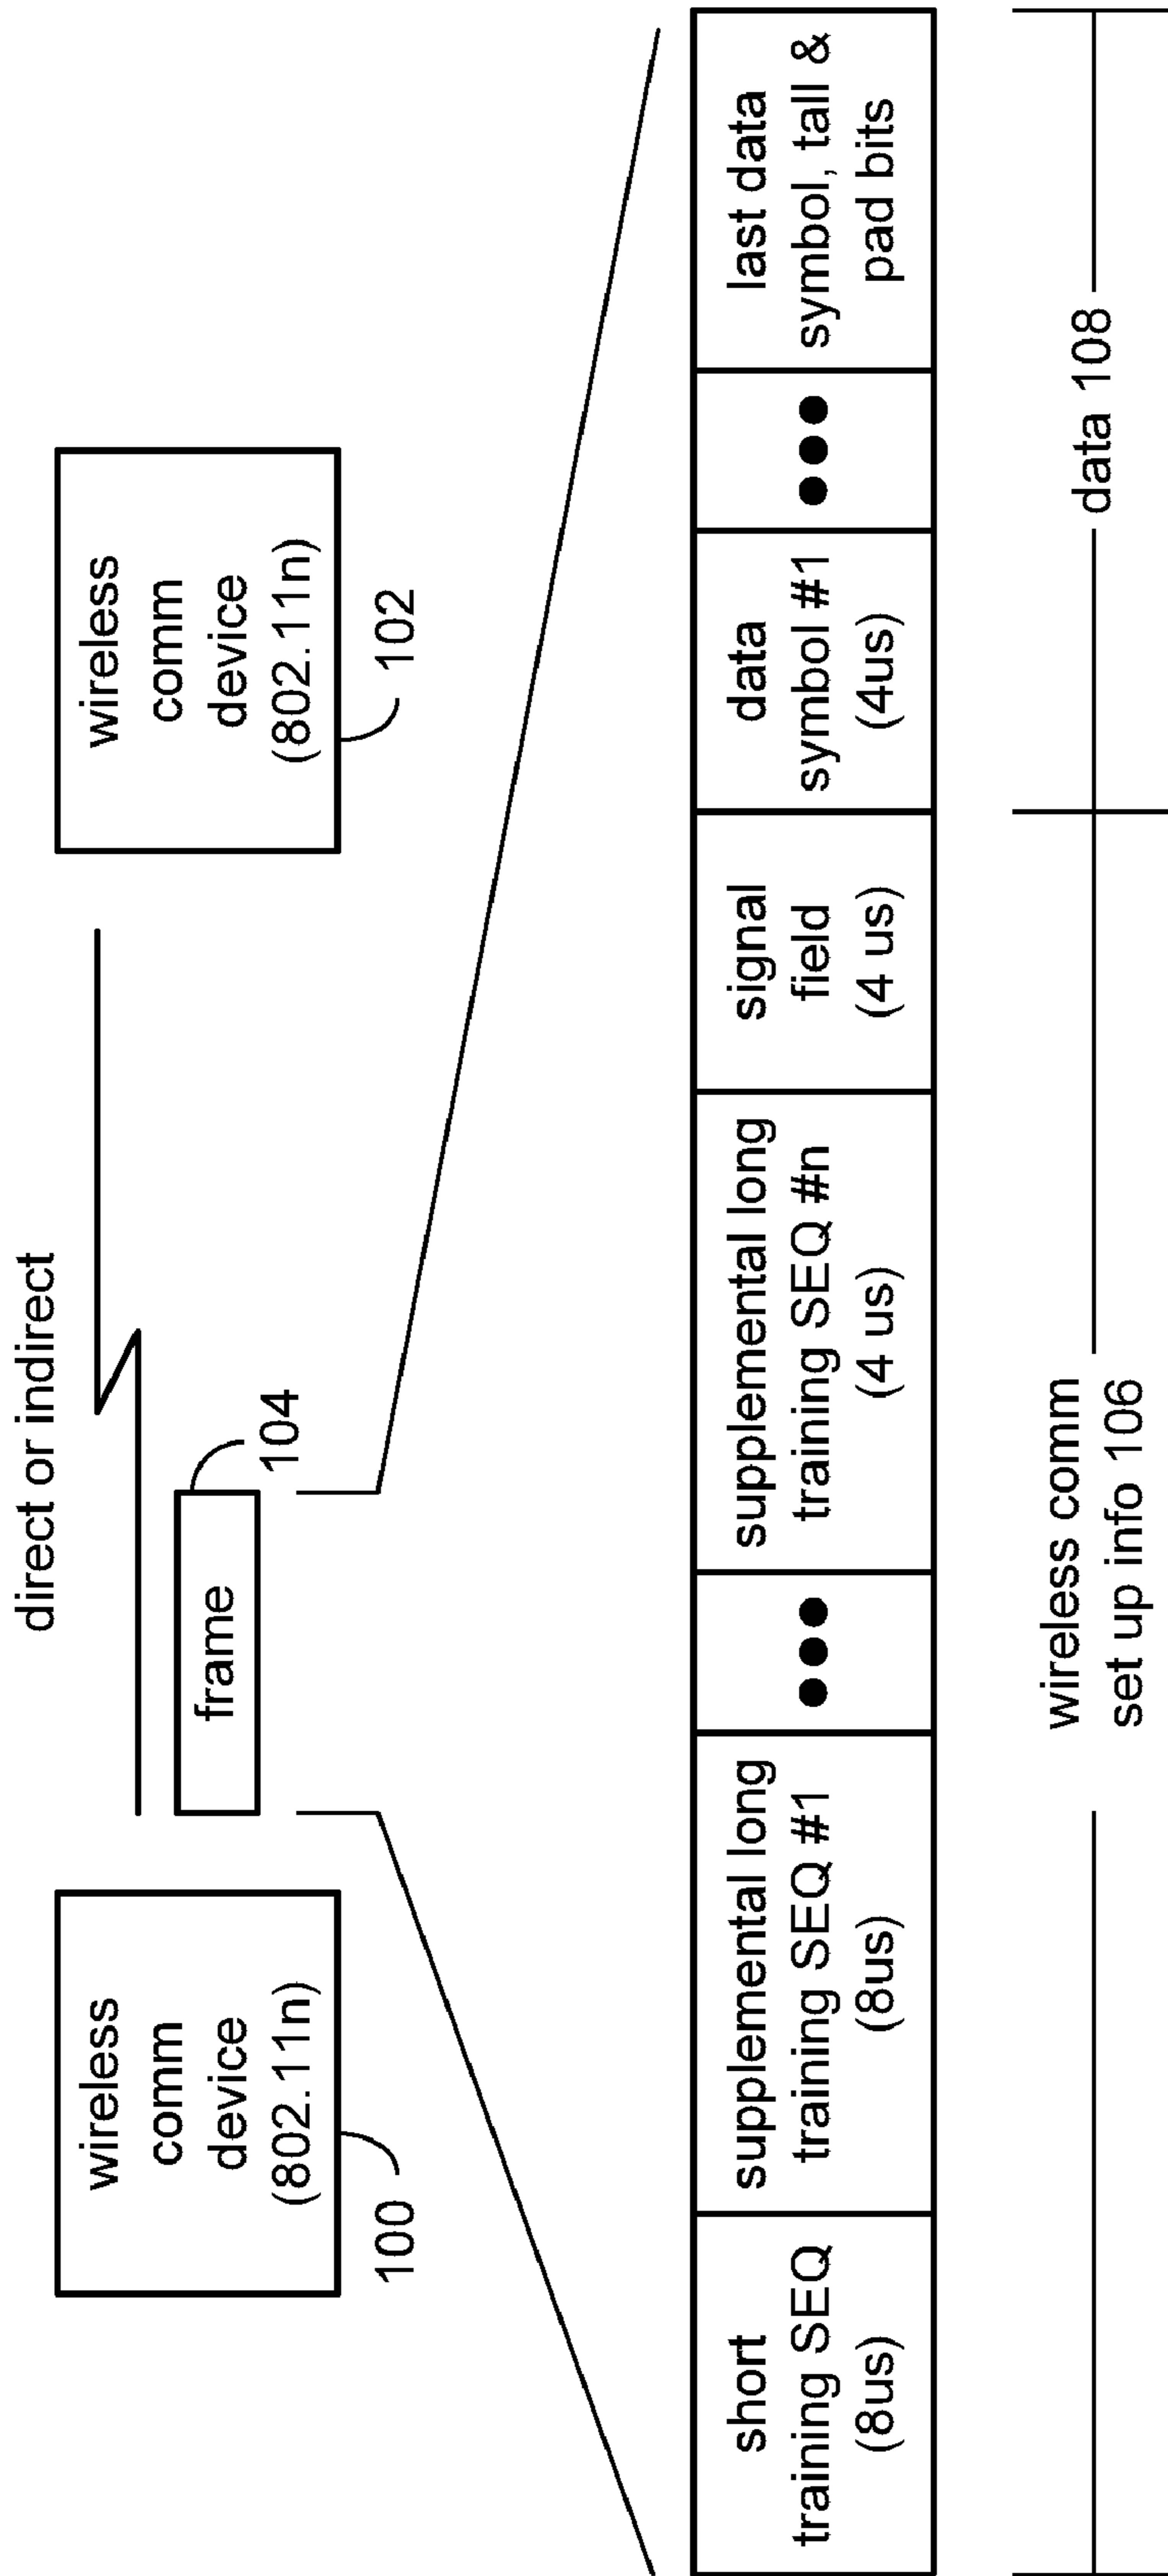 direct or indirect
wireless
comm
device
(802.11n)
100
frame
104
wireless
comm
device
(802.11n)
102
short
training SEQ
(8us)
supplemental long
training SEQ #1
(8us)
•••
supplemental long
training SEQ #n
(4 us)
signal
field
(4 us)
data
symbol #1
(4us)
•••
last data
symbol, tall &
pad bits
wireless comm
set up info 106
data 108